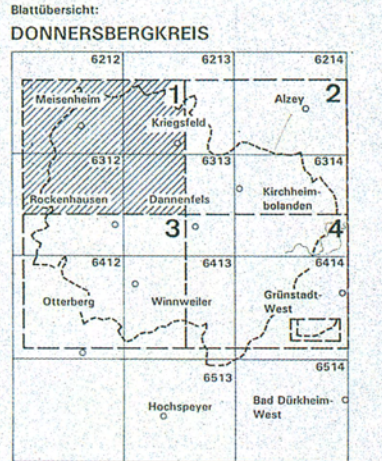 Blattübersicht:
DONNERSBERGKREIS
6212 6213 6214
Meisenheim 1 Alzey 2
Kriegsfeld
6312 6313 6314
Rockenhausen Dannenfels Kirchheim-
bolanden
3 4
6412 6413 6414
Otterberg Winnweiler Grünstadt-
West
6513 6514
Hochspeyer Bad Dürkheim-
West